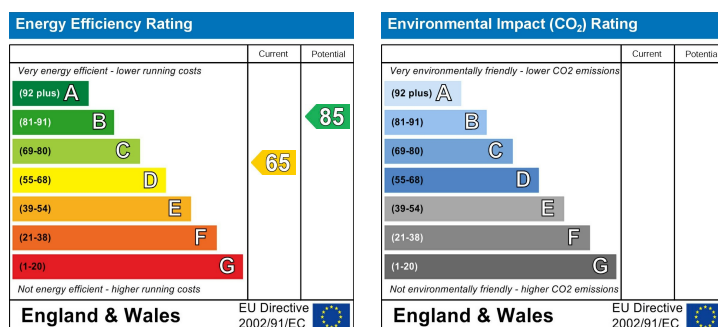 Energy Efficiency Rating
Current Potential
Very energy efficient - lower running costs
(92 plus) A
(81-91) B
85
(69-80) C
65
(55-68) D
(39-54) E
(21-38) F
(1-20) G
Not energy efficient - higher running costs
England & Wales
EU Directive
2002/91/EC
Environmental Impact (CO₂) Rating
Current Potential
Very environmentally friendly - lower CO2 emissions
(92 plus) A
(81-91) B
(69-80) C
(55-68) D
(39-54) E
(21-38) F
(1-20) G
Not environmentally friendly - higher CO2 emissions
England & Wales
EU Directive
2002/91/EC